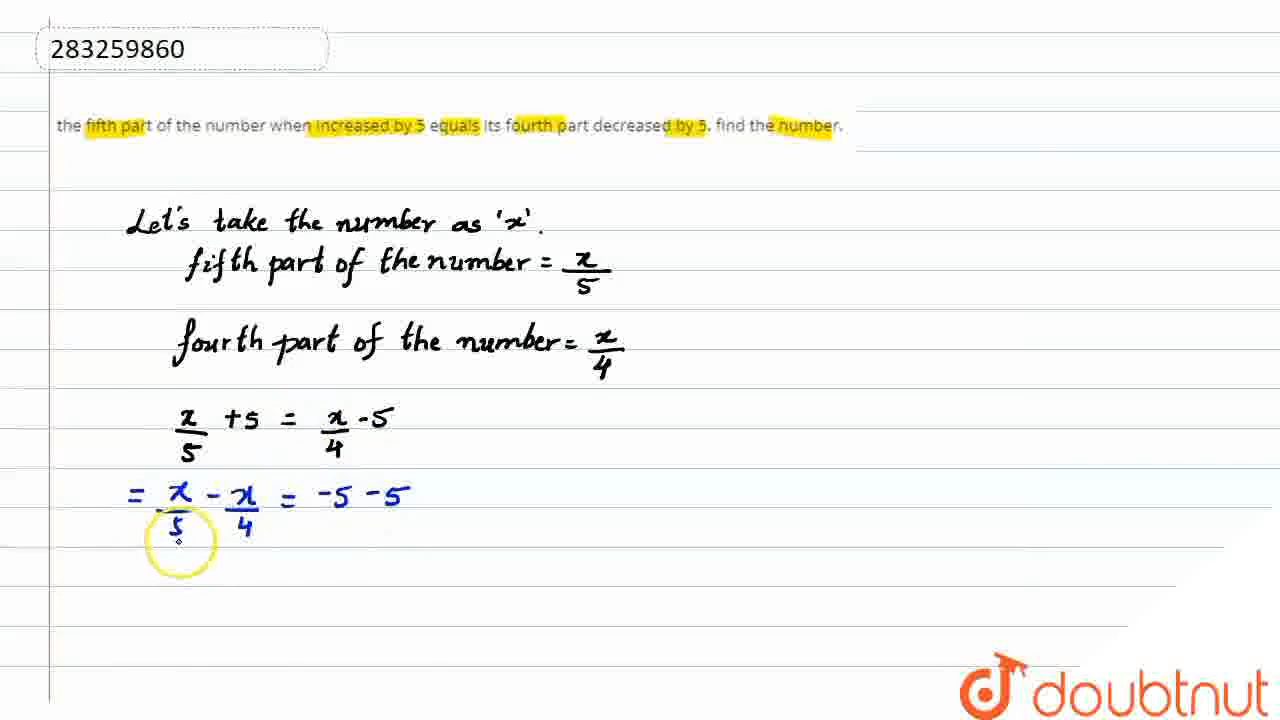 283259860
the fifth part of the number when increased by 5 equals its fourth part decreased by 5. find the number.
Let's take the number as 'x'.
fifth part of the number = x/5
fourth part of the number = x/4
x/5 + 5 = x/4 - 5
= x/5 - x/4 = -5 -5
doubtnut